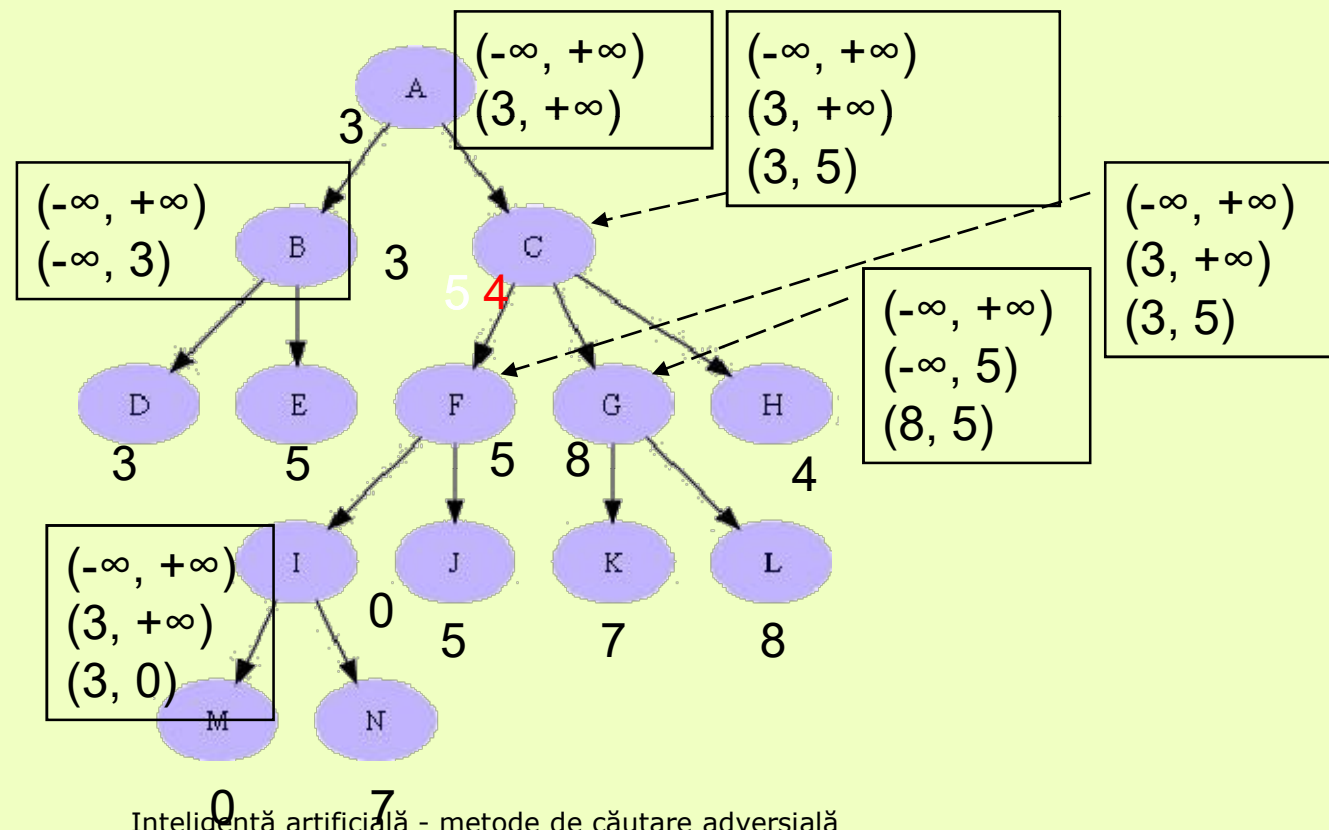 (-∞, +∞)
(3, +∞)
(-∞, +∞)
(3, +∞)
(3, 5)
A
3
(-∞, +∞)
(-∞, 3)
B
3
C
5 4
(-∞, +∞)
(3, +∞)
(3, 5)
(-∞, +∞)
(-∞, 5)
(8, 5)
D
E
F
G
H
3
5
5
8
4
(-∞, +∞)
(3, +∞)
(3, 0)
I
J
K
L
0
5
7
8
M
N
0
7
Inteligenţă artificială - metode de căutare adversială